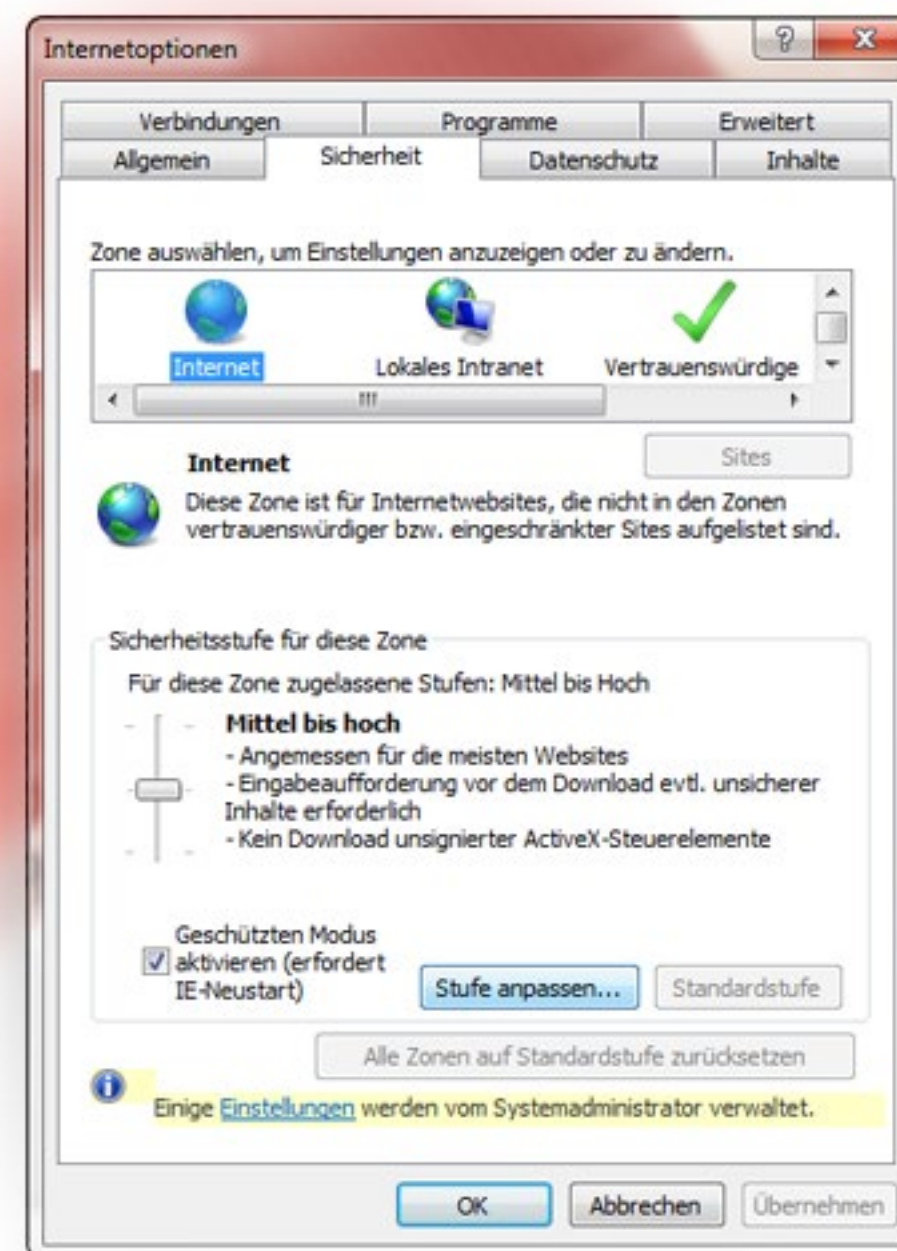 Internetoptionen
Verbindungen Programme Erweitert
Allgemein Sicherheit Datenschutz Inhalte
Zone auswählen, um Einstellungen anzuzeigen oder zu ändern.
Internet Lokales Intranet Vertrauenswürdige
Internet
Sites
Diese Zone ist für Internetwebsites, die nicht in den Zonen
vertrauenswürdiger bzw. eingeschränkter Sites aufgelistet sind.
Sicherheitsstufe für diese Zone
Für diese Zone zugelassene Stufen: Mittel bis Hoch
Mittel bis hoch
- Angemessen für die meisten Websites
- Eingabeaufforderung vor dem Download evtl. unsicherer
Inhalte erforderlich
- Kein Download unsignierter ActiveX-Steuerelemente
Geschützten Modus
aktivieren (erfordert
IE-Neustart)
Stufe anpassen... Standardstufe
Alle Zonen auf Standardstufe zurücksetzen
Einige Einstellungen werden vom Systemadministrator verwaltet.
OK Abbrechen Übernehmen